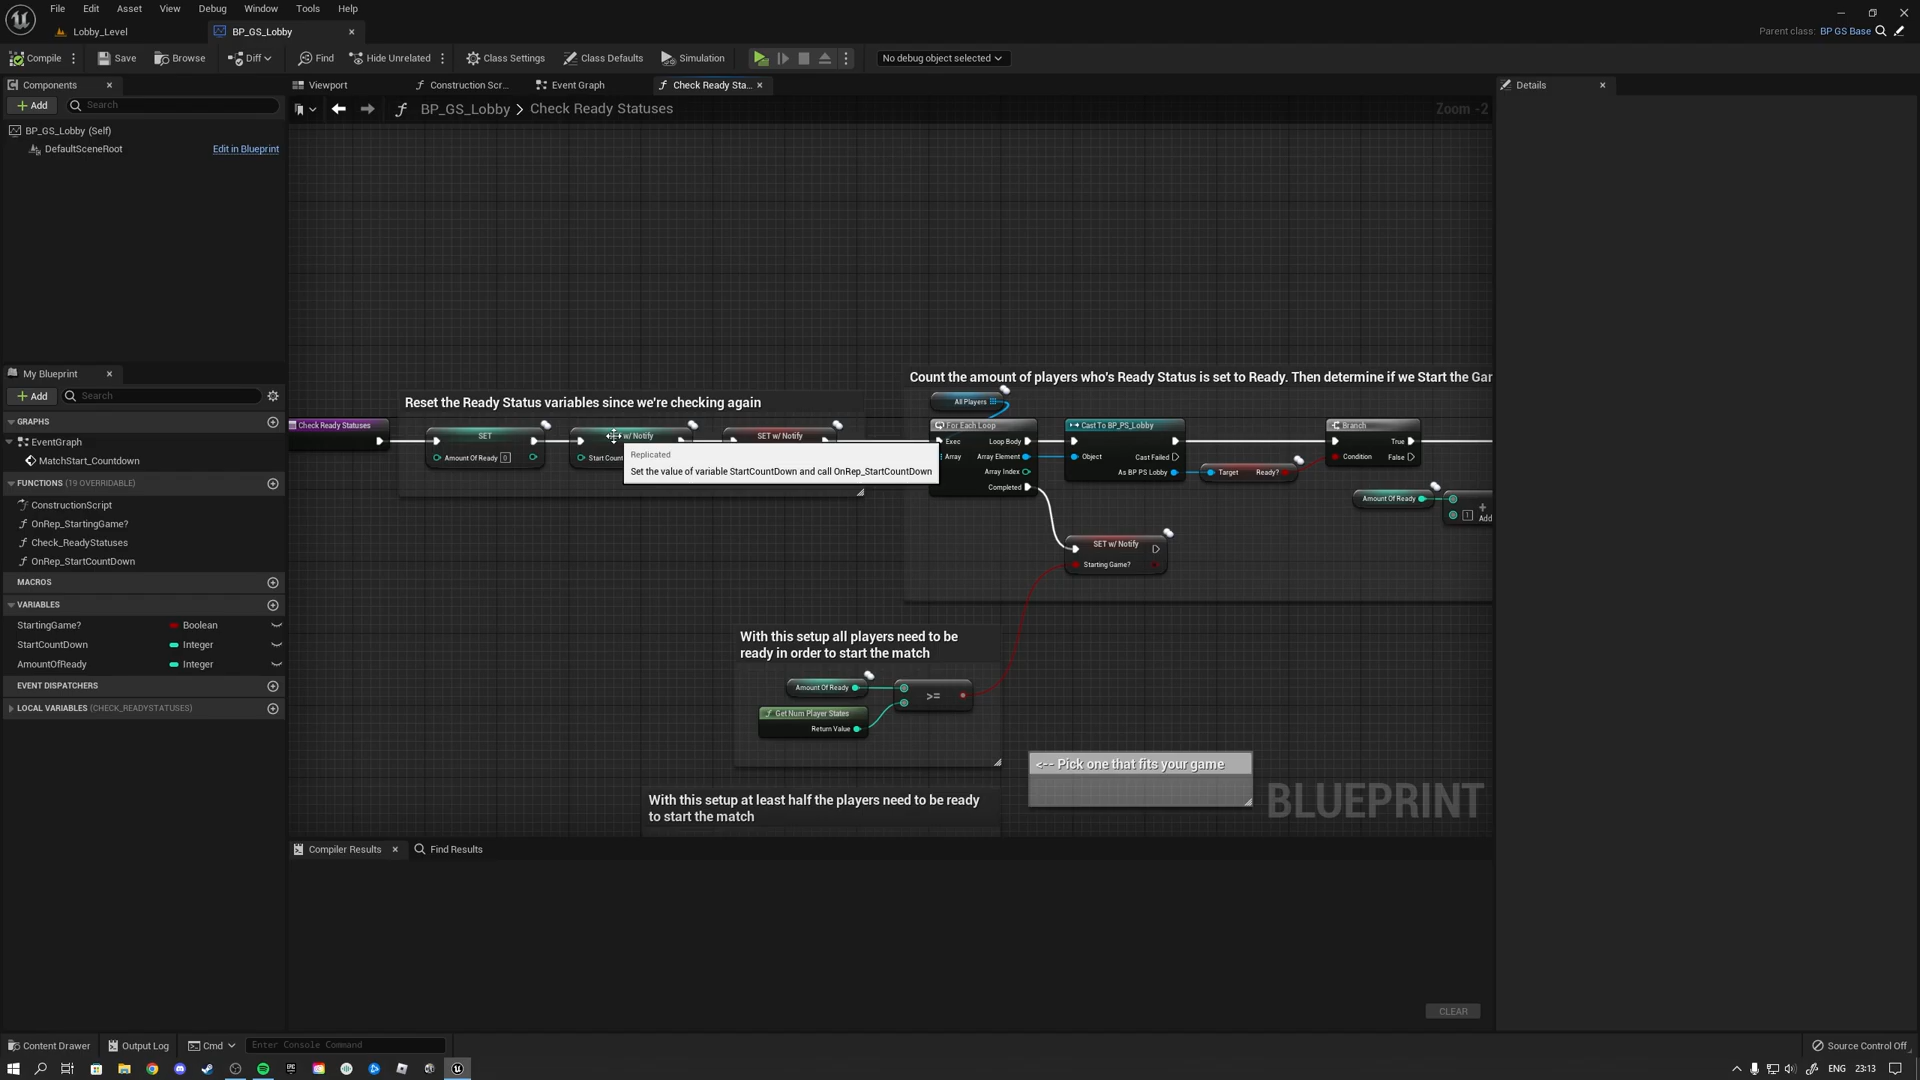 File Edit Asset View Debug Window Tools Help
Lobby_Level
BP_GS_Lobby
Parent class: BP GS Base
Compile Save Browse Diff Find Hide Unrelated Class Settings Class Defaults Simulation No debug object selected
Components
Add
Search
BP_GS_Lobby (Self)
DefaultSceneRoot
Edit in Blueprint
My Blueprint
Add
Search
GRAPHS
EventGraph
MatchStart_Countdown
FUNCTIONS (19 OVERRIDABLE)
ConstructionScript
OnRep_StartingGame?
Check_ReadyStatuses
OnRep_StartCountDown
MACROS
VARIABLES
StartingGame? Boolean
StartCountDown Integer
AmountOfReady Integer
EVENT DISPATCHERS
LOCAL VARIABLES (CHECK_READYSTATUSES)
Viewport Construction Scr... Event Graph Check Ready Sta...
BP_GS_Lobby > Check Ready Statuses
Zoom -2
Reset the Ready Status variables since we're checking again
Check Ready Statuses
SET
Amount Of Ready 0
w/ Notify
Start Count
SET w/ Notify
Replicated
Set the value of variable StartCountDown and call OnRep_StartCountDown
Count the amount of players who's Ready Status is set to Ready. Then determine if we Start the Gar
All Players
For Each Loop
Exec Loop Body
Array Array Element
Array Index
Completed
Cast To BP_PS_Lobby
Object Cast Failed
As BP PS Lobby
Target Ready?
Branch
True
Condition False
Amount Of Ready
1
Add
SET w/ Notify
Starting Game?
With this setup all players need to be
ready in order to start the match
Amount Of Ready
>=
Get Num Player States
Return Value
<-- Pick one that fits your game
With this setup at least half the players need to be ready
to start the match
BLUEPRINT
Details
Compiler Results Find Results
CLEAR
Content Drawer Output Log Cmd Enter Console Command
Source Control Off
ENG 23:13